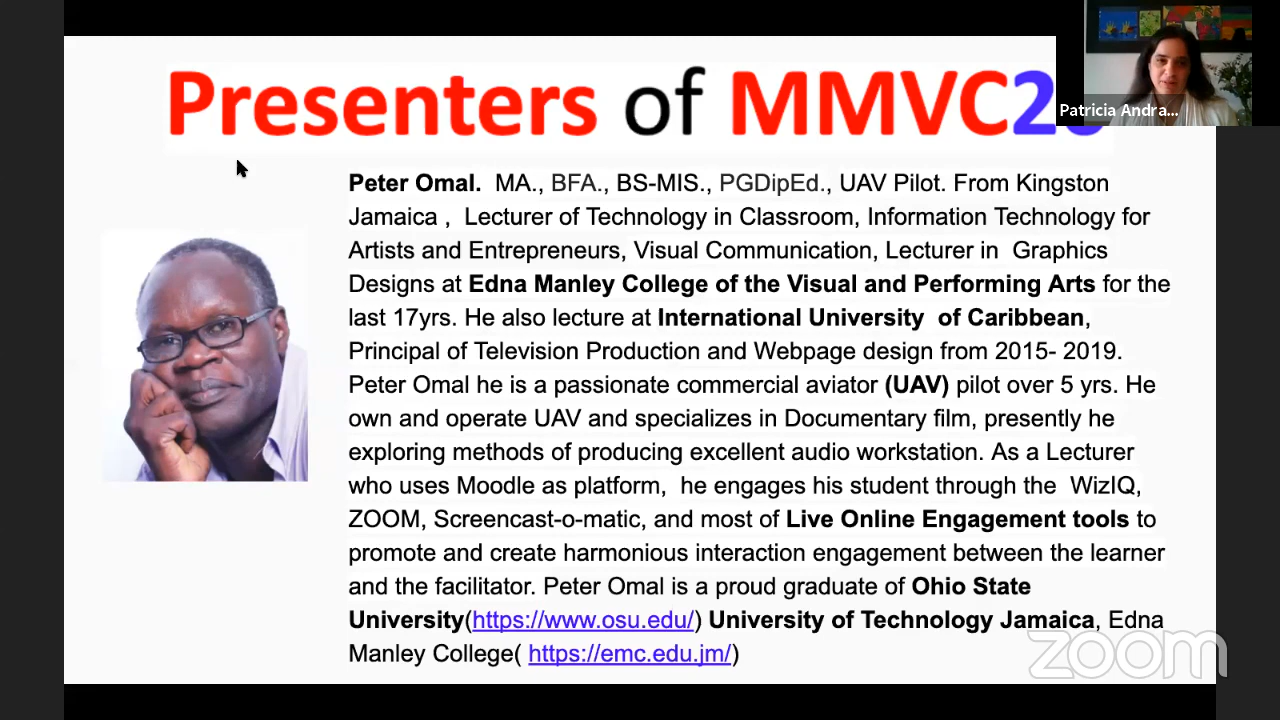 Presenters of MMVC2
Patricia Andra...
Peter Omal.  MA., BFA., BS-MIS., PGDipEd., UAV Pilot. From Kingston
Jamaica ,  Lecturer of Technology in Classroom, Information Technology for
Artists and Entrepreneurs, Visual Communication, Lecturer in  Graphics
Designs at Edna Manley College of the Visual and Performing Arts for the
last 17yrs. He also lecture at International University  of Caribbean,
Principal of Television Production and Webpage design from 2015- 2019.
Peter Omal he is a passionate commercial aviator (UAV) pilot over 5 yrs. He
own and operate UAV and specializes in Documentary film, presently he
exploring methods of producing excellent audio workstation. As a Lecturer
who uses Moodle as platform,  he engages his student through the  WizIQ,
ZOOM, Screencast-o-matic, and most of Live Online Engagement tools to
promote and create harmonious interaction engagement between the learner
and the facilitator. Peter Omal is a proud graduate of Ohio State
University(https://www.osu.edu/) University of Technology Jamaica, Edna
Manley College( https://emc.edu.jm/)
zoom